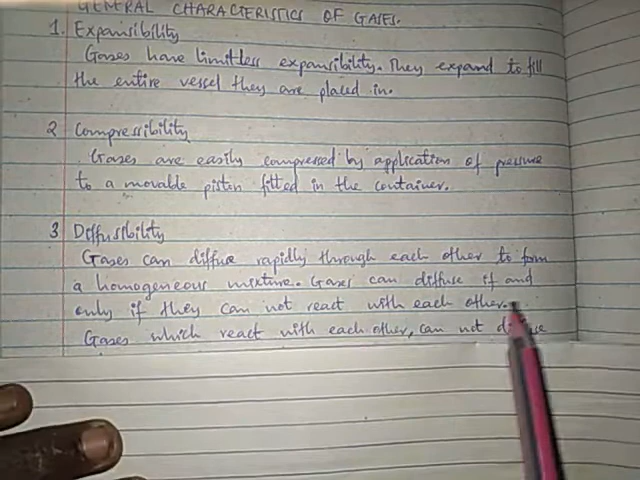 GENERAL CHARACTERISTICS OF GASES.
1. Expansibility
Gases have limitless expansibility. They expand to fill
the entire vessel they are placed in.
2 Compressibility
Gases are easily compressed by application of pressure
to a movable piston fitted in the container.
3 Diffusibility
Gases can diffuse rapidly through each other to form
a homogeneous mixture. Gases can diffuse if and
only if they can not react with each other.
Gases which react with each other, can not